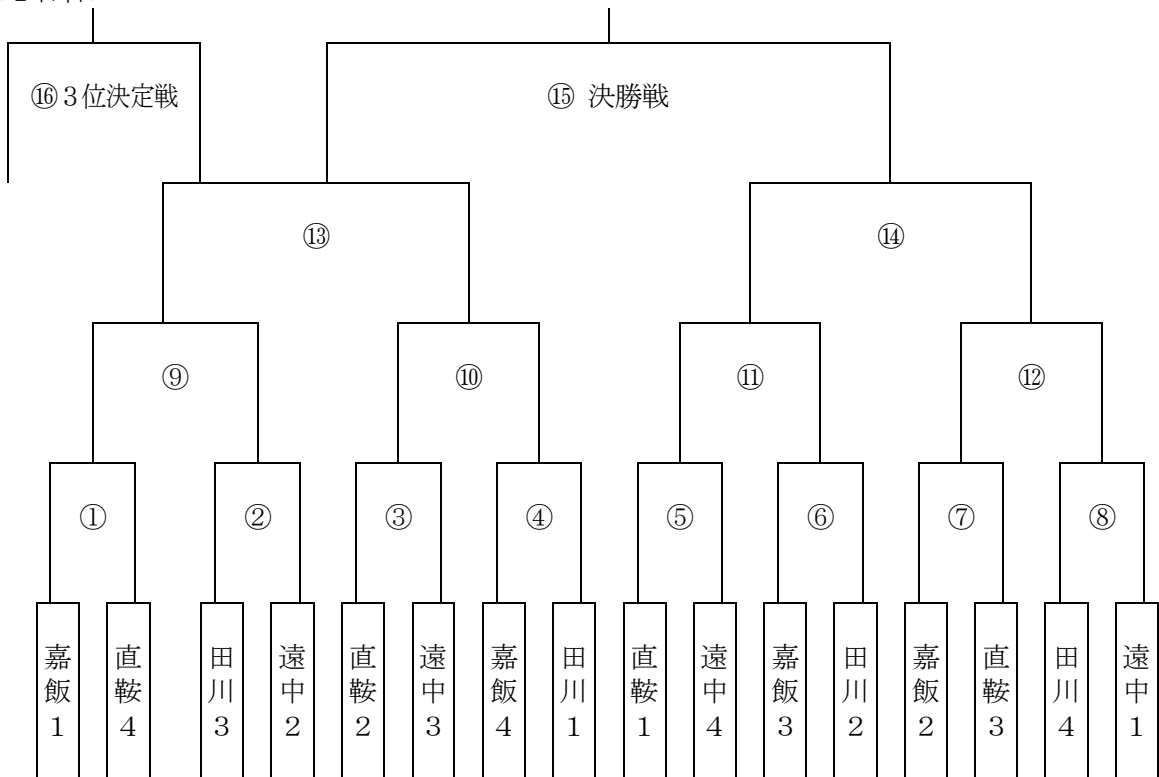 ⑯３位決定戦
⑮ 決勝戦
⑬
⑭
⑨
⑩
⑪
⑫
①
②
③
④
⑤
⑥
⑦
⑧
嘉飯１
直鞍４
田川３
遠中２
直鞍２
遠中３
嘉飯４
田川１
直鞍１
遠中４
嘉飯３
田川２
嘉飯２
直鞍３
田川４
遠中１